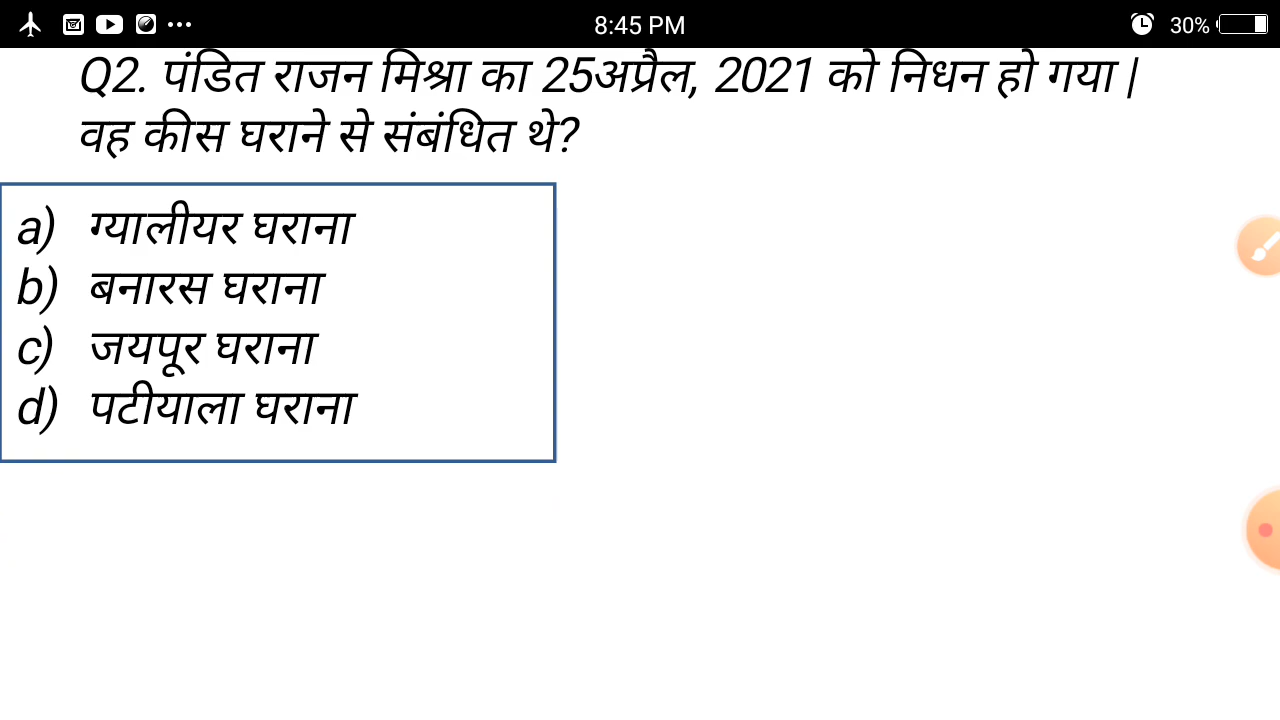 8:45 PM
30%
Q2. पंडित राजन मिश्रा का 25अप्रैल, 2021 को निधन हो गया |
वह कीस घराने से संबंधित थे?
a) ग्यालीयर घराना
b) बनारस घराना
c) जयपूर घराना
d) पटीयाला घराना